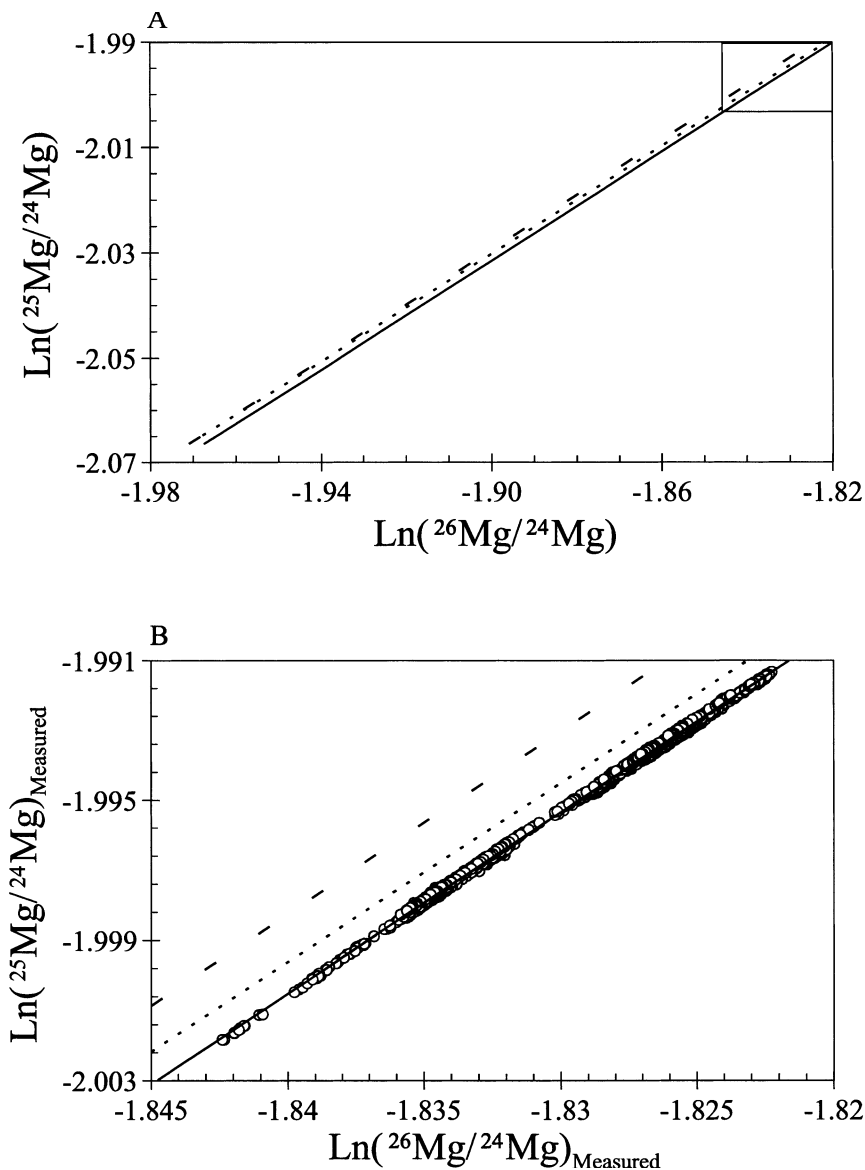 A
-1.99
-2.01
-2.03
-2.05
-2.07
Ln(²⁵Mg/²⁴Mg)
-1.98 -1.94 -1.90 -1.86 -1.82
Ln(²⁶Mg/²⁴Mg)
B
-1.991
-1.995
-1.999
-2.003
Ln(²⁵Mg/²⁴Mg)Measured
-1.845 -1.84 -1.835 -1.83 -1.825 -1.82
Ln(²⁶Mg/²⁴Mg)Measured